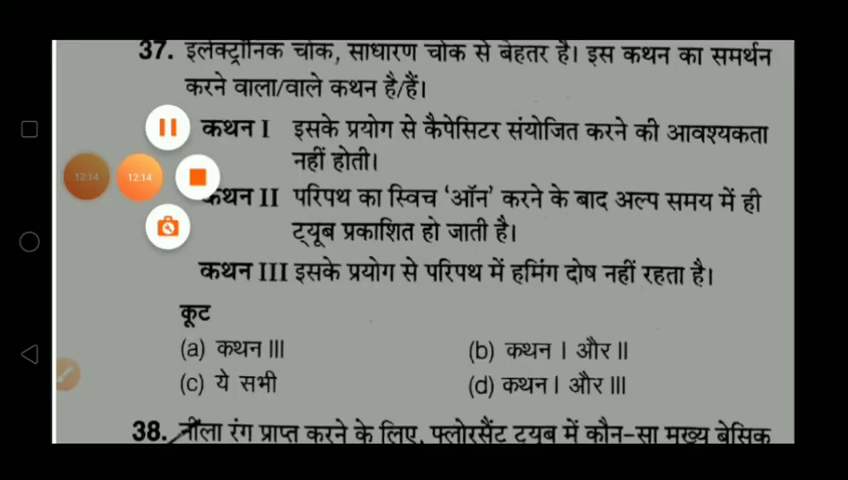 37. इलेक्ट्रॉनिक चोक, साधारण चोक से बेहतर है। इस कथन का समर्थन
करने वाला/वाले कथन है/हैं।
कथन I इसके प्रयोग से कैपेसिटर संयोजित करने की आवश्यकता
नहीं होती।
12:14 12:14
कथन II परिपथ का स्विच ‘ऑन’ करने के बाद अल्प समय में ही
ट्यूब प्रकाशित हो जाती है।
कथन III इसके प्रयोग से परिपथ में हमिंग दोष नहीं रहता है।
कूट
(a) कथन III (b) कथन I और II
(c) ये सभी (d) कथन I और III
38. नीला रंग प्राप्त करने के लिए, फ्लोरसैंट ट्यूब में कौन-सा मुख्य बेसिक